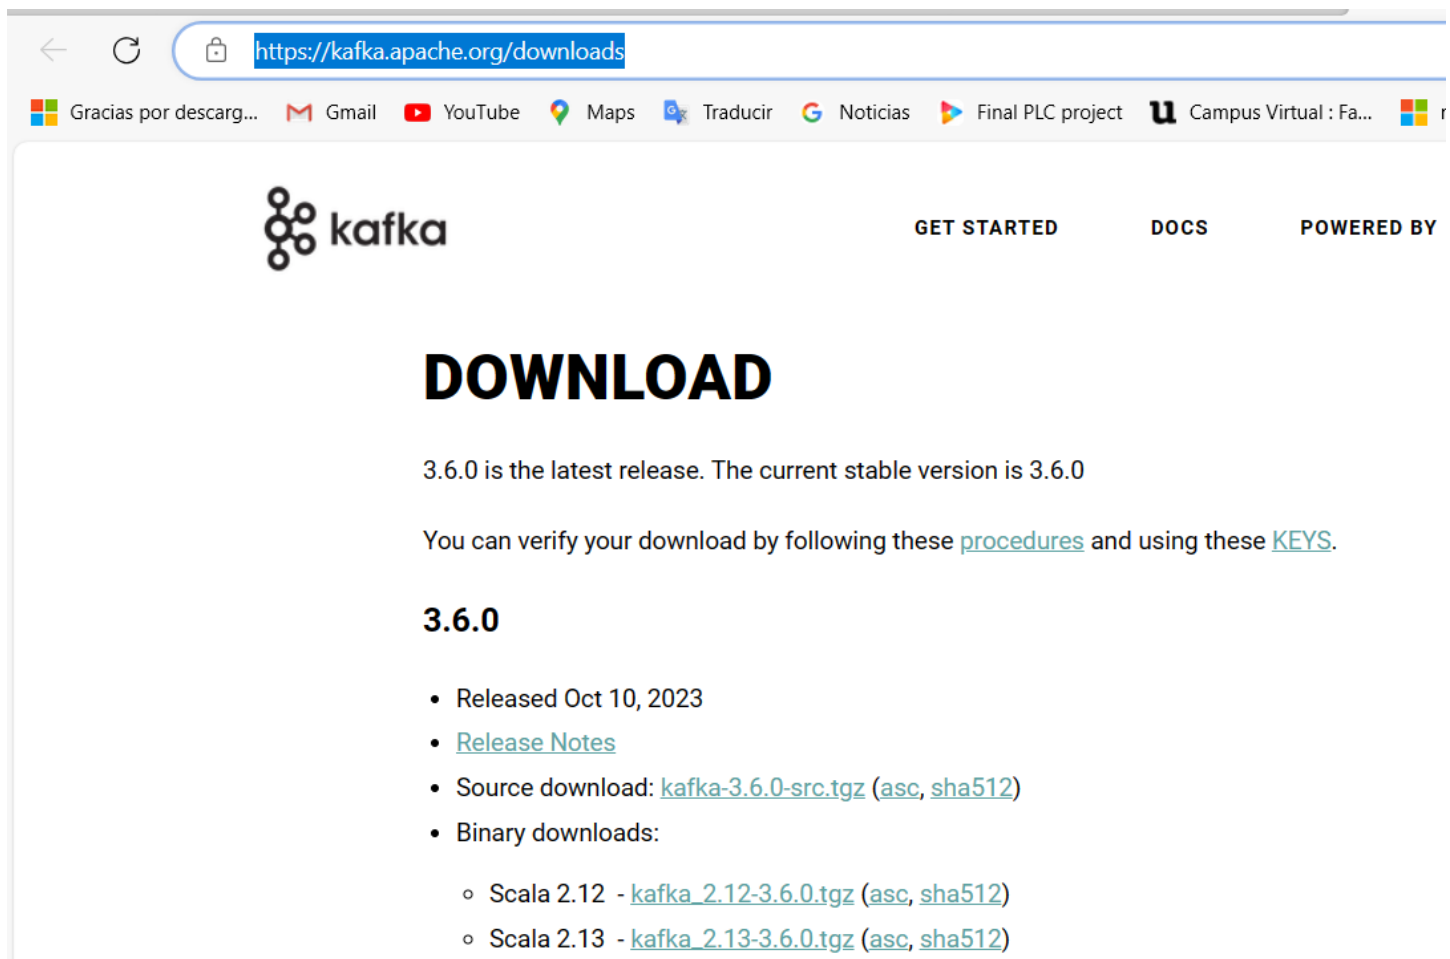 https://kafka.apache.org/downloads
Gracias por descarg... Gmail YouTube Maps Traducir Noticias Final PLC project Campus Virtual : Fa...
kafka GET STARTED DOCS POWERED BY
DOWNLOAD
3.6.0 is the latest release. The current stable version is 3.6.0
You can verify your download by following these procedures and using these KEYS.
3.6.0
• Released Oct 10, 2023
• Release Notes
• Source download: kafka-3.6.0-src.tgz (asc, sha512)
• Binary downloads:
◦ Scala 2.12 - kafka_2.12-3.6.0.tgz (asc, sha512)
◦ Scala 2.13 - kafka_2.13-3.6.0.tgz (asc, sha512)